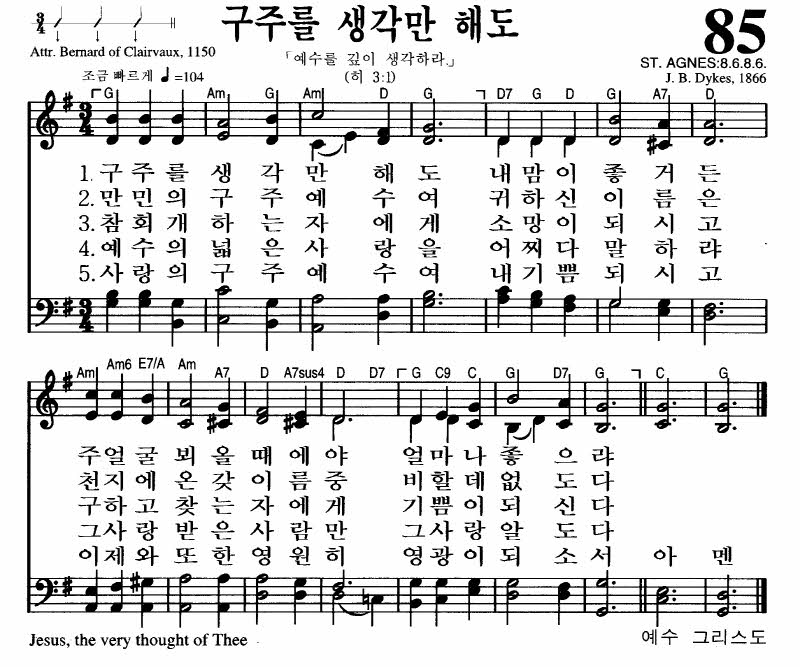 구주를 생각만 해도
85
Attr. Bernard of Clairvaux, 1150
「예수를 깊이 생각하라.」
(히 3:1)
ST. AGNES:8.6.8.6.
J. B. Dykes, 1866
조금 빠르게 ♩=104
G Am G Am D G D7 G D G A7 D
1. 구 주 를 생 각 만 해 도 내 맘 이 좋 거 든
2. 만 민 의 구 주 예 수 여 귀 하 신 이 름 은
3. 참 회 개 하 는 자 에 게 소 망 이 되 시 고
4. 예 수 의 넓 은 사 랑 을 어 찌 다 말 하 랴
5. 사 랑 의 구 주 예 수 여 내 기 쁨 되 시 고
Am Am6 E7/A Am A7 D A7sus4 D D7 G C9 C G D7 G C G
주 얼 굴 뵈 올 때 에 야 얼 마 나 좋 으 랴
천 지 에 온 갖 이 름 중 비 할 데 없 도 다
구 하 고 찾 는 자 에 게 기 쁨 이 되 신 다
그 사 랑 받 은 사 람 만 그 사 랑 알 도 다
이 제 와 또 한 영 원 히 영 광 이 되 소 서 아 멘
Jesus, the very thought of Thee
예수 그리스도